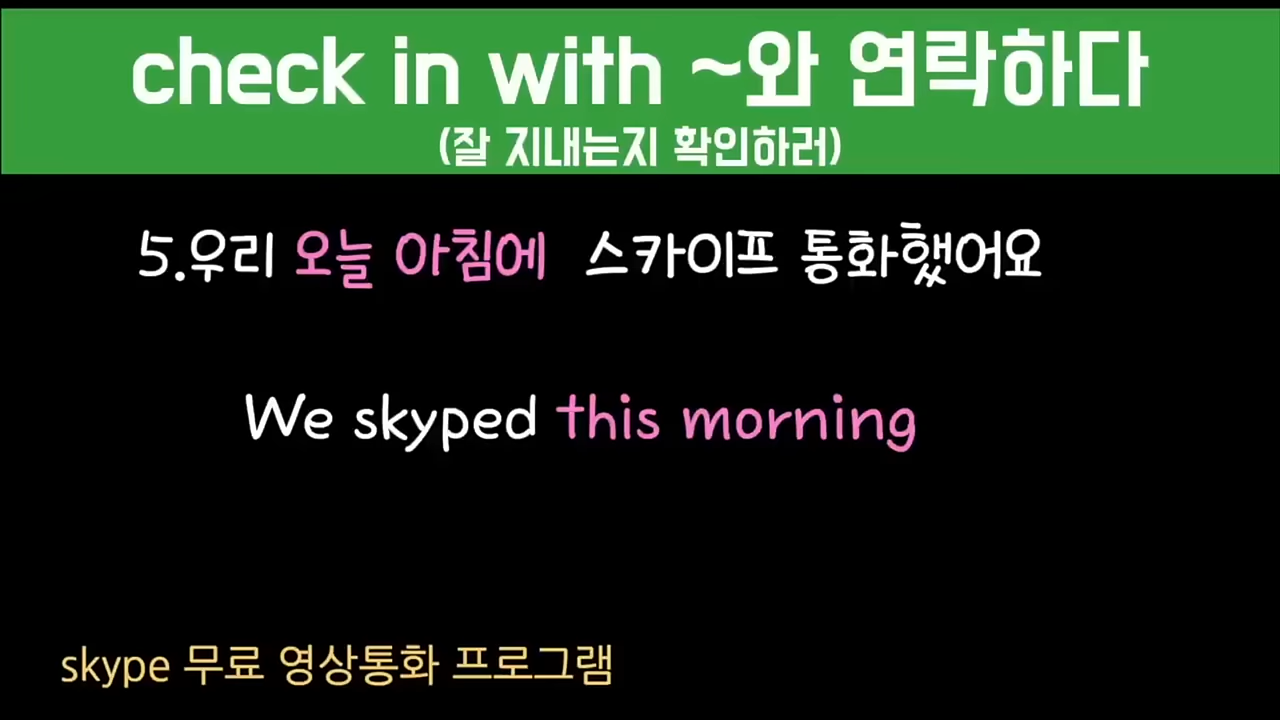 check in with ~와 연락하다
(잘 지내는지 확인하러)
5.우리 오늘 아침에 스카이프 통화했어요
We skyped this morning
skype 무료 영상통화 프로그램